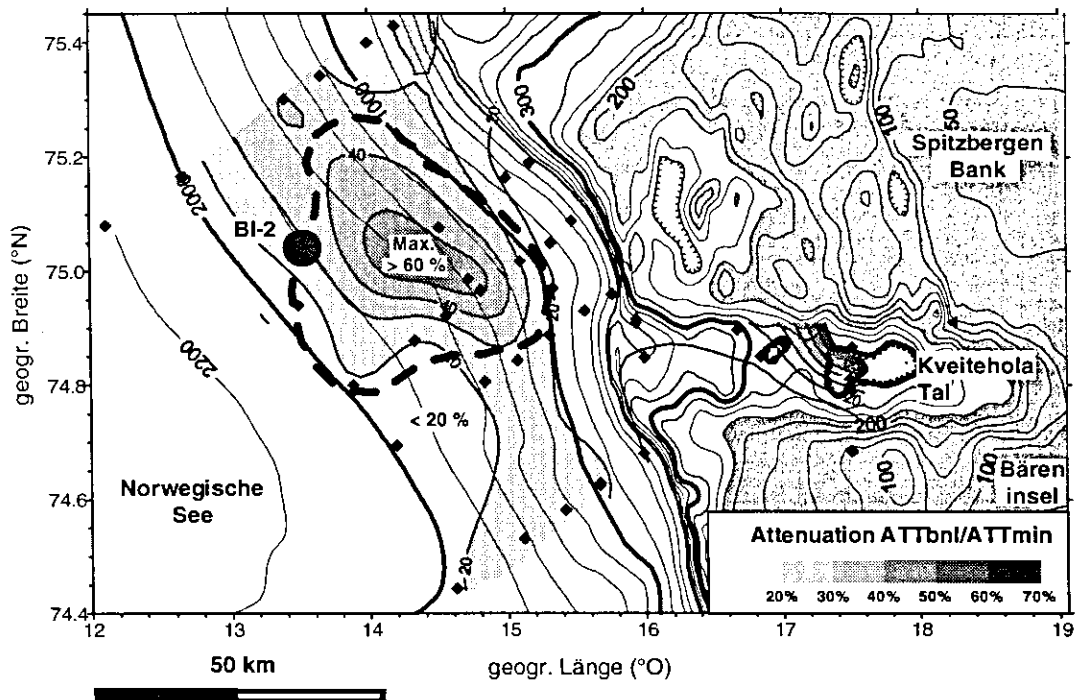 75.4
75.2
75.0
74.8
74.6
74.4
geogr. Breite (°N)
1000
300
200
100
50
Spitzbergen
Bank
40
2000
BI-2
Max.
> 60 %
40
20
2200
< 20 %
Kveitehola
Tal
200
Norwegische
See
20
100
100
Bären
insel
Attenuation ATTbnl/ATTmin
20% 30% 40% 50% 60% 70%
12 13 14 15 16 17 18 19
50 km
geogr. Länge (°O)